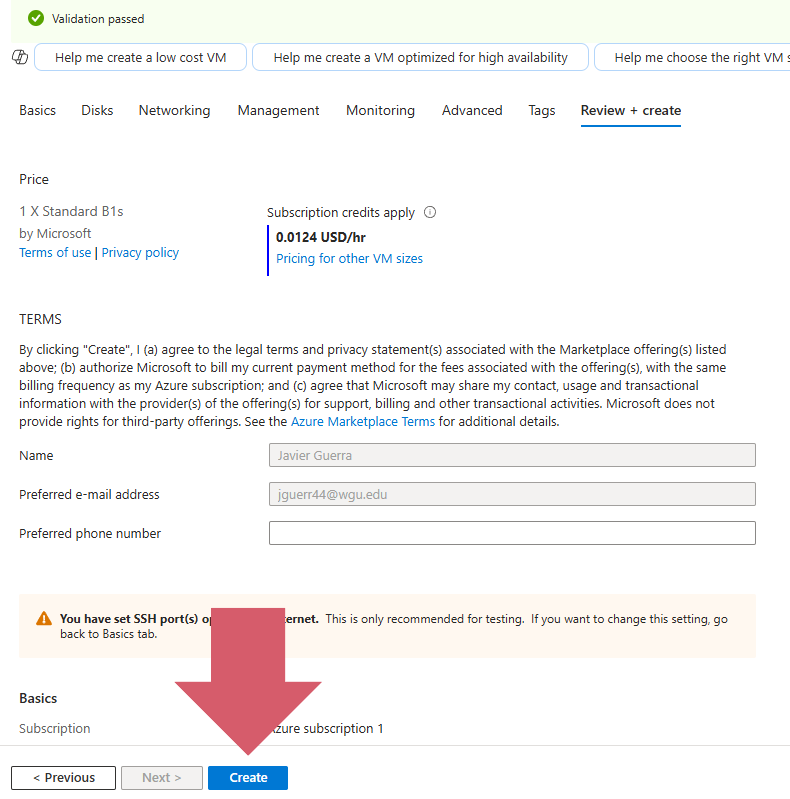 Validation passed
Help me create a low cost VM
Help me create a VM optimized for high availability
Help me choose the right VM s
Basics Disks Networking Management Monitoring Advanced Tags Review + create
Price
1 X Standard B1s
by Microsoft
Terms of use | Privacy policy
Subscription credits apply
0.0124 USD/hr
Pricing for other VM sizes
TERMS
By clicking "Create", I (a) agree to the legal terms and privacy statement(s) associated with the Marketplace offering(s) listed
above; (b) authorize Microsoft to bill my current payment method for the fees associated with the offering(s), with the same
billing frequency as my Azure subscription; and (c) agree that Microsoft may share my contact, usage and transactional
information with the provider(s) of the offering(s) for support, billing and other transactional activities. Microsoft does not
provide rights for third-party offerings. See the Azure Marketplace Terms for additional details.
Name Javier Guerra
Preferred e-mail address jguerr44@wgu.edu
Preferred phone number
You have set SSH port(s) This is only recommended for testing. If you want to change this setting, go
back to Basics tab.
Basics
Subscription Azure subscription 1
< Previous Next > Create